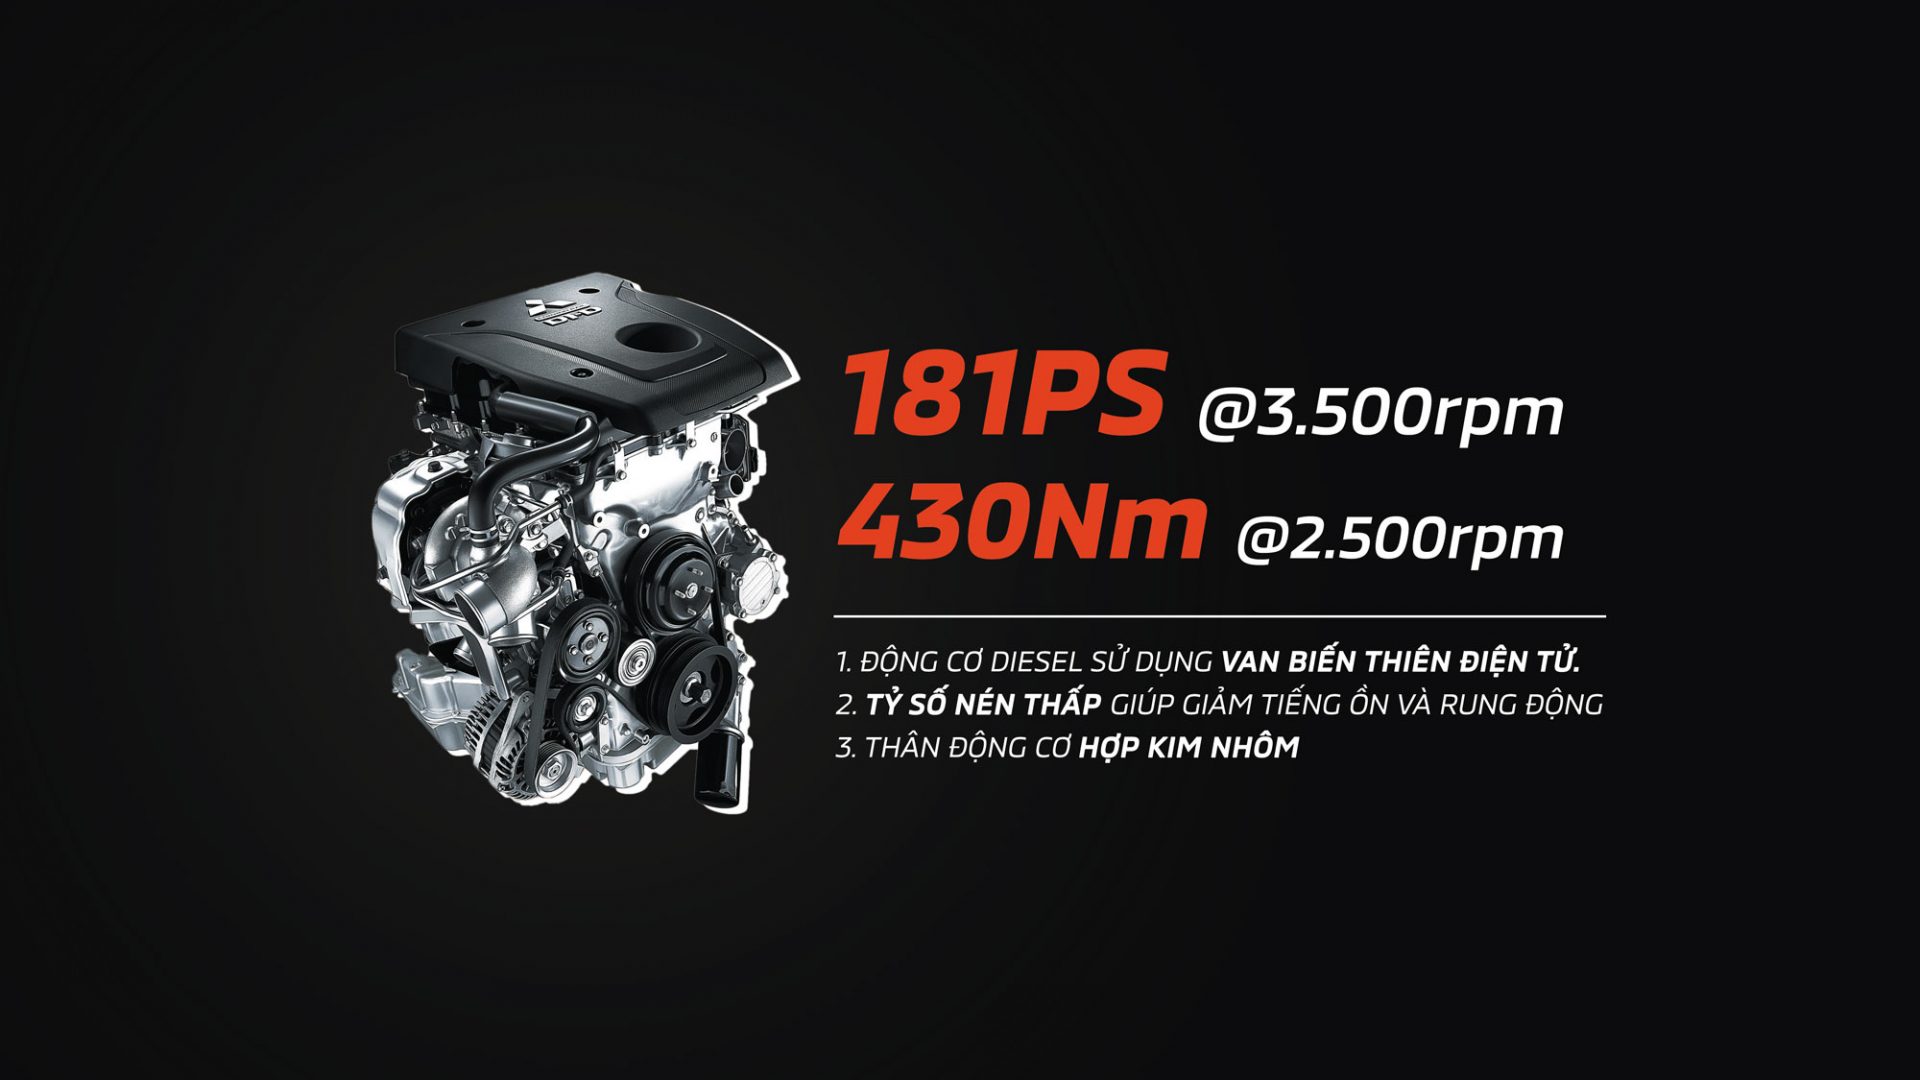 DI-D
181PS @3.500rpm
430Nm @2.500rpm
1. ĐỘNG CƠ DIESEL SỬ DỤNG VAN BIẾN THIÊN ĐIỆN TỬ.
2. TỶ SỐ NÉN THẤP GIÚP GIẢM TIẾNG ỒN VÀ RUNG ĐỘNG
3. THÂN ĐỘNG CƠ HỢP KIM NHÔM